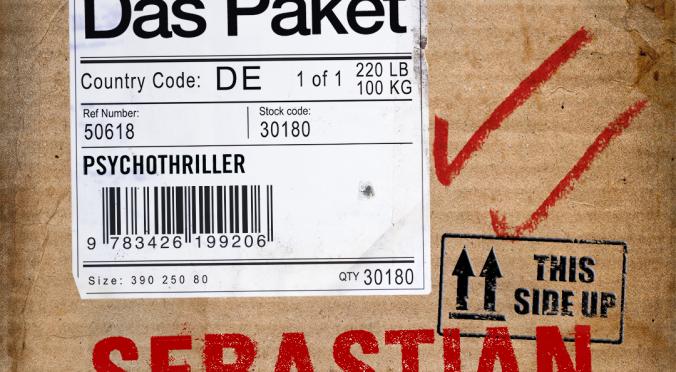 Das Paket
Country Code: DE 1 of 1 220 LB
100 KG
Ref Number: Stock code:
50618 30180
PSYCHOTHRILLER
9 783426 199206
Size: 390 250 80 QTY 30180
THIS
SIDE UP
SEBASTIAN